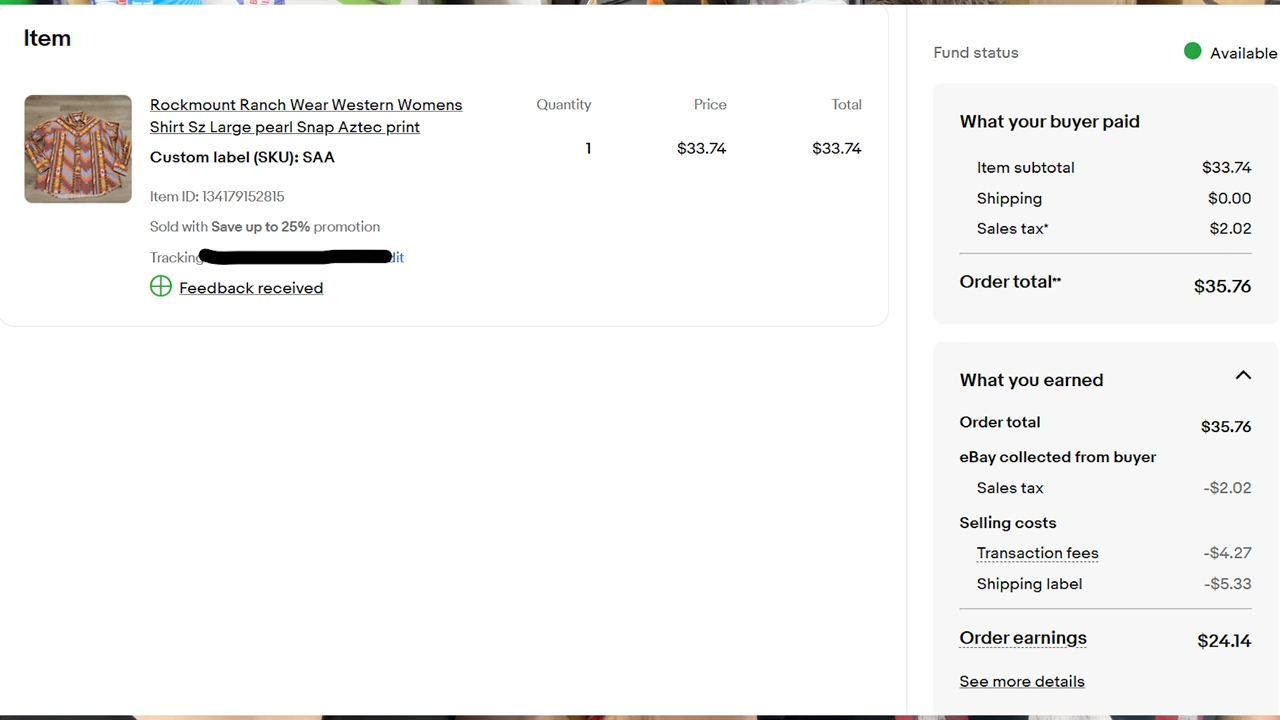 Item
Rockmount Ranch Wear Western Womens
Shirt Sz Large pearl Snap Aztec print
Custom label (SKU): SAA
Item ID: 134179152815
Sold with Save up to 25% promotion
Tracking
Feedback received
Quantity
1
Price
$33.74
Total
$33.74
Fund status
Available
What your buyer paid
Item subtotal $33.74
Shipping $0.00
Sales tax* $2.02
Order total** $35.76
What you earned
Order total $35.76
eBay collected from buyer
Sales tax -$2.02
Selling costs
Transaction fees -$4.27
Shipping label -$5.33
Order earnings $24.14
See more details